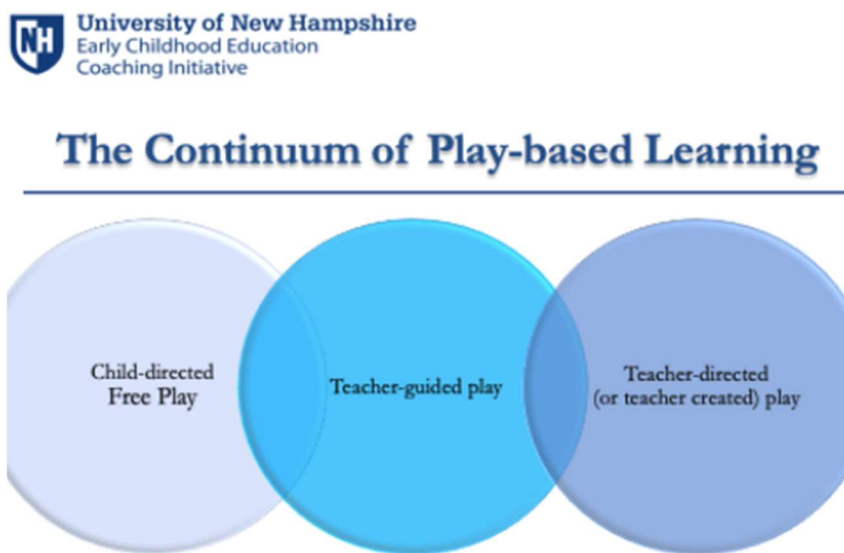 NH
University of New Hampshire
Early Childhood Education
Coaching Initiative
The Continuum of Play-based Learning
Child-directed
Free Play
Teacher-guided play
Teacher-directed
(or teacher created) play